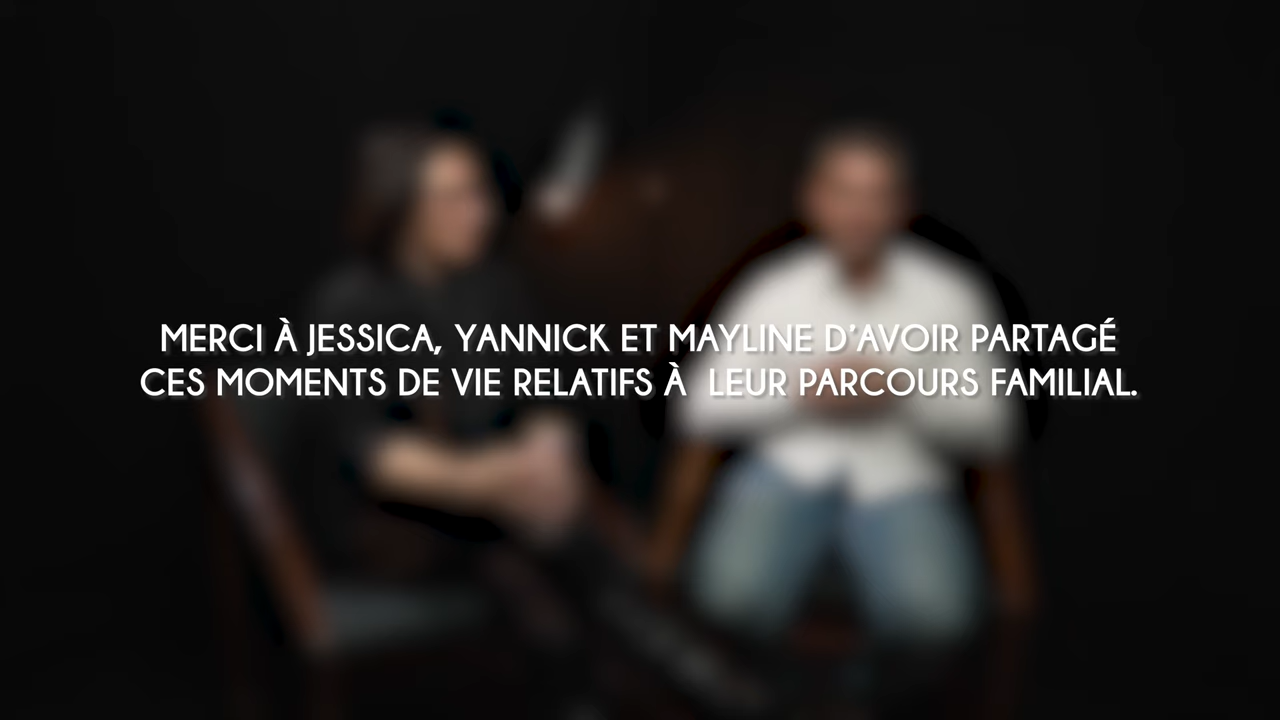 MERCI À JESSICA, YANNICK ET MAYLINE D'AVOIR PARTAGÉ
CES MOMENTS DE VIE RELATIFS À  LEUR PARCOURS FAMILIAL.